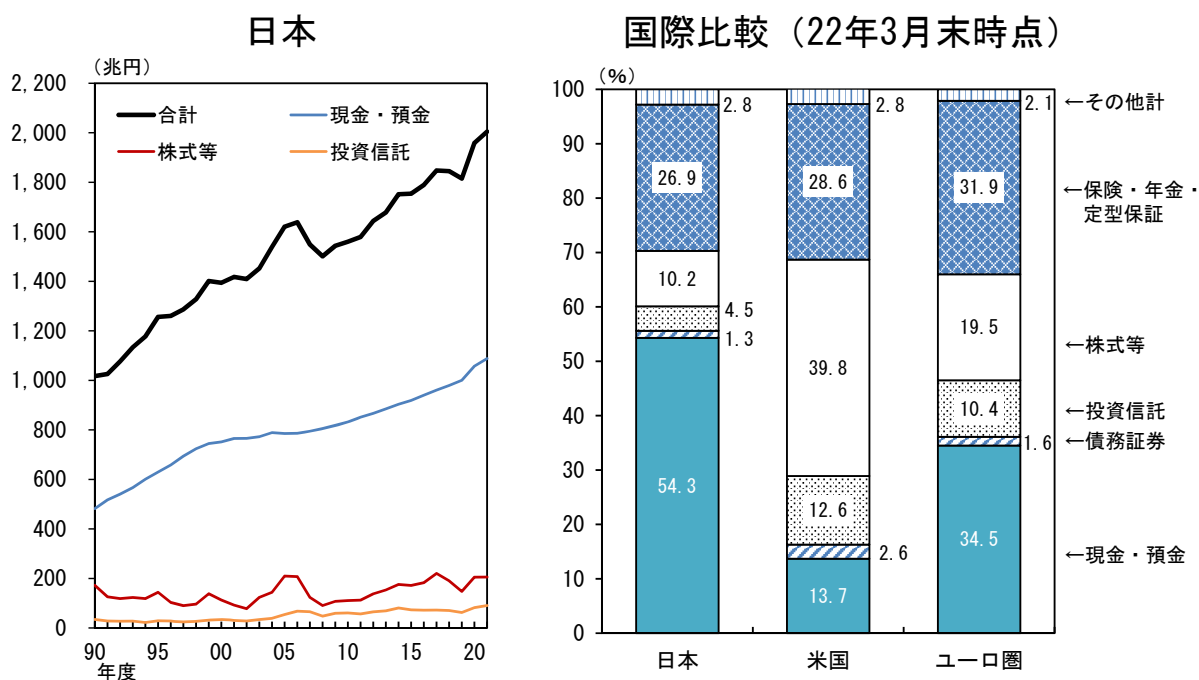 日本
(兆円)
2,200
2,000
1,800
1,600
1,400
1,200
1,000
800
600
400
200
0
合計
現金・預金
株式等
投資信託
90
95
00
05
10
15
20
年度
国際比較（22年3月末時点）
(%)
100
90
80
70
60
50
40
30
20
10
0
2.8
26.9
10.2
4.5
1.3
54.3
2.8
28.6
39.8
12.6
2.6
13.7
2.1
31.9
19.5
10.4
1.6
34.5
日本
米国
ユーロ圏
←その他計
←保険・年金・
定型保証
←株式等
←投資信託
←債務証券
←現金・預金